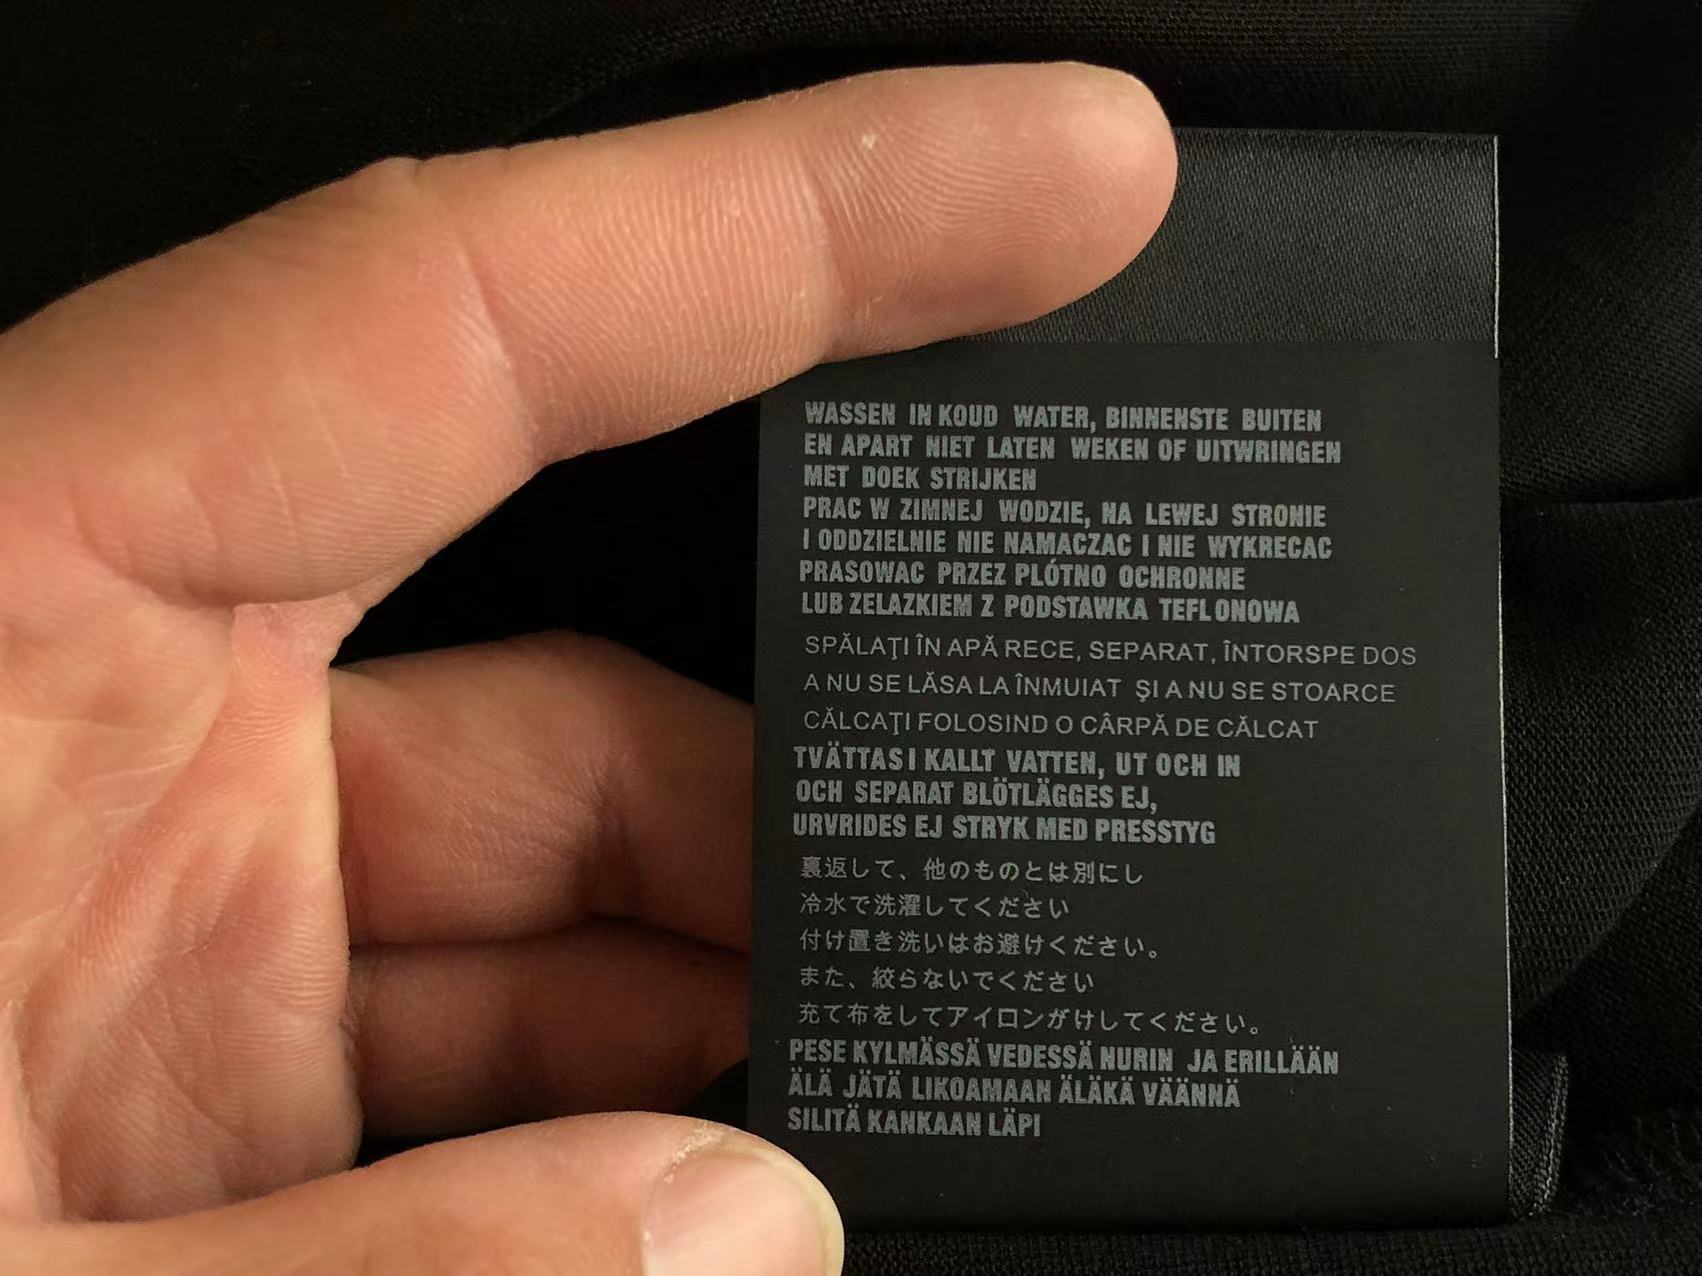 WASSEN IN KOUD WATER, BINNENSTE BUITEN
EN APART NIET LATEN WEKEN OF UITWRINGEN
MET DOEK STRIJKEN
PRAC W ZIMNEJ WODZIE, NA LEWEJ STRONIE
I ODDZIELNIE NIE NAMACZAC I NIE WYKRECAC
PRASOWAC PRZEZ PLÓTNO OCHRONNE
LUB ZELAZKIEM Z PODSTAWKA TEFLONOWA
SPĂLAŢI ÎN APĂ RECE, SEPARAT, ÎNTORSPE DOS
A NU SE LĂSA LA ÎNMUIAT ŞI A NU SE STOARCE
CĂLCAŢI FOLOSIND O CÂRPĂ DE CĂLCAT
TVÄTTAS I KALLT VATTEN, UT OCH IN
OCH SEPARAT BLÖTLÄGGES EJ,
URVRIDES EJ STRYK MED PRESSTYG
裏返して、他のものとは別にし
冷水で洗濯してください
付け置き洗いはお避けください。
また、絞らないでください
充て布をしてアイロンがけしてください。
PESE KYLMÄSSÄ VEDESSÄ NURIN JA ERILLÄÄN
ÄLÄ JÄTÄ LIKOAMAAN ÄLÄKÄ VÄÄNNÄ
SILITÄ KANKAAN LÄPI